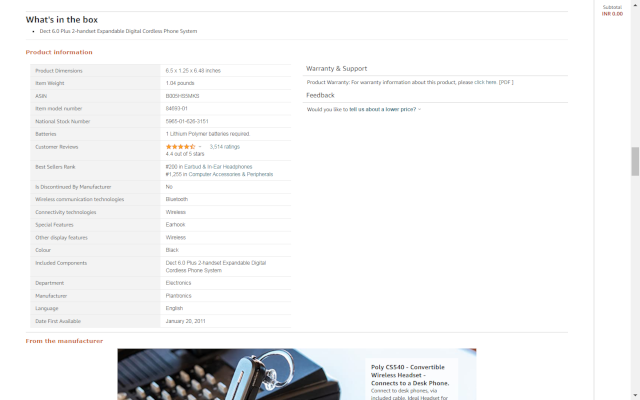 Subtotal
INR 0.00
What's in the box
• Dect 6.0 Plus 2-handset Expandable Digital Cordless Phone System
Product information
Product Dimensions 6.5 x 1.25 x 6.48 inches
Item Weight 1.04 pounds
ASIN B005HS5MKS
Item model number 84693-01
National Stock Number 5965-01-626-3151
Batteries 1 Lithium Polymer batteries required.
Customer Reviews 3,514 ratings
4.4 out of 5 stars
Best Sellers Rank #200 in Earbud & In-Ear Headphones
#1,255 in Computer Accessories & Peripherals
Is Discontinued By Manufacturer No
Wireless communication technologies Bluetooth
Connectivity technologies Wireless
Special Features Earhook
Other display features Wireless
Colour Black
Included Components Dect 6.0 Plus 2-handset Expandable Digital
Cordless Phone System
Department Electronics
Manufacturer Plantronics
Language English
Date First Available January 20, 2011
Warranty & Support
Product Warranty: For warranty information about this product, please click here. [PDF ]
Feedback
Would you like to tell us about a lower price?
From the manufacturer
Poly CS540 - Convertible
Wireless Headset -
Connects to a Desk Phone.
Connect to desk phones, via
included cable. Ideal Headset for